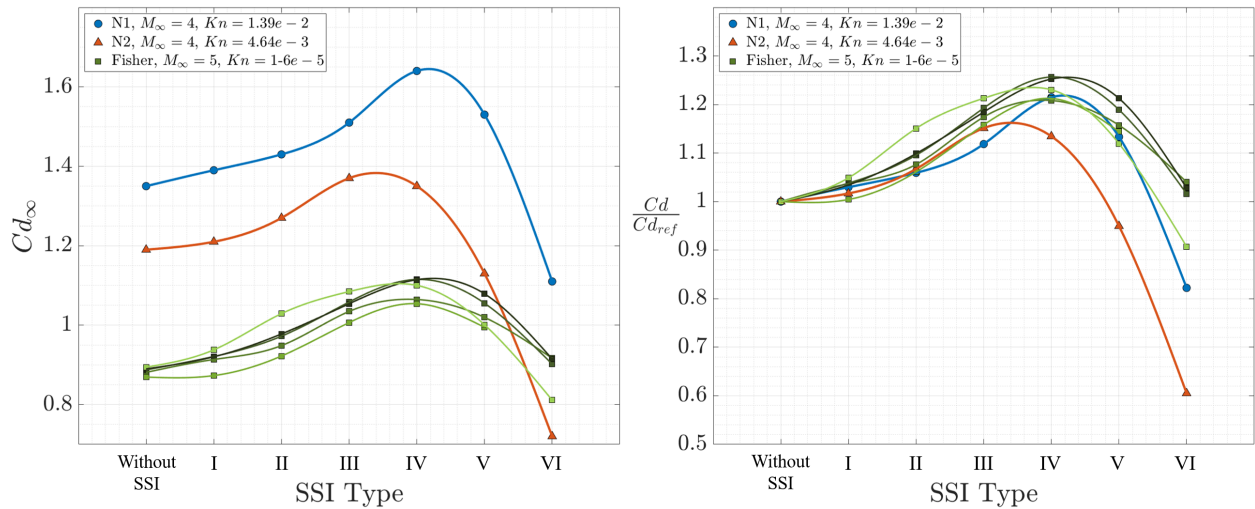 N1, M∞ = 4, Kn = 1.39e − 2
N2, M∞ = 4, Kn = 4.64e − 3
Fisher, M∞ = 5, Kn = 1-6e − 5
1.6
1.4
1.2
1
0.8
Cd∞
Without
SSI
I
II
III
IV
V
VI
SSI Type
N1, M∞ = 4, Kn = 1.39e − 2
N2, M∞ = 4, Kn = 4.64e − 3
Fisher, M∞ = 5, Kn = 1-6e − 5
1.3
1.2
1.1
1
0.9
0.8
0.7
0.6
0.5
Cd
Cd_ref
Without
SSI
I
II
III
IV
V
VI
SSI Type